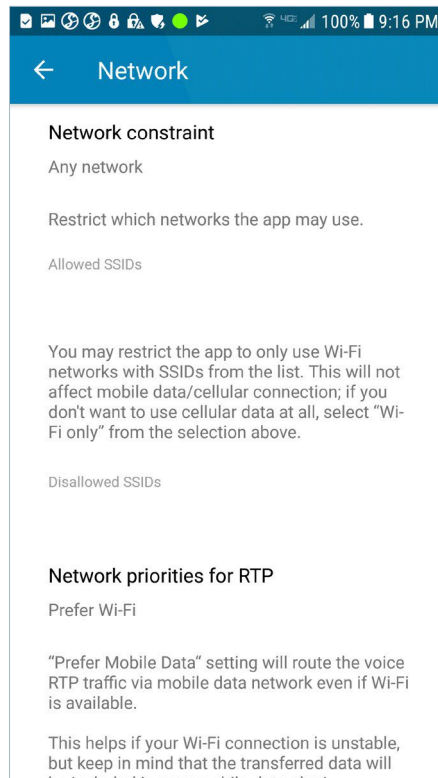 4G 100% 9:16 PM
Network
Network constraint
Any network
Restrict which networks the app may use.
Allowed SSIDs
You may restrict the app to only use Wi-Fi
networks with SSIDs from the list. This will not
affect mobile data/cellular connection; if you
don't want to use cellular data at all, select “Wi-
Fi only” from the selection above.
Disallowed SSIDs
Network priorities for RTP
Prefer Wi-Fi
“Prefer Mobile Data“ setting will route the voice
RTP traffic via mobile data network even if Wi-Fi
is available.
This helps if your Wi-Fi connection is unstable,
but keep in mind that the transferred data will